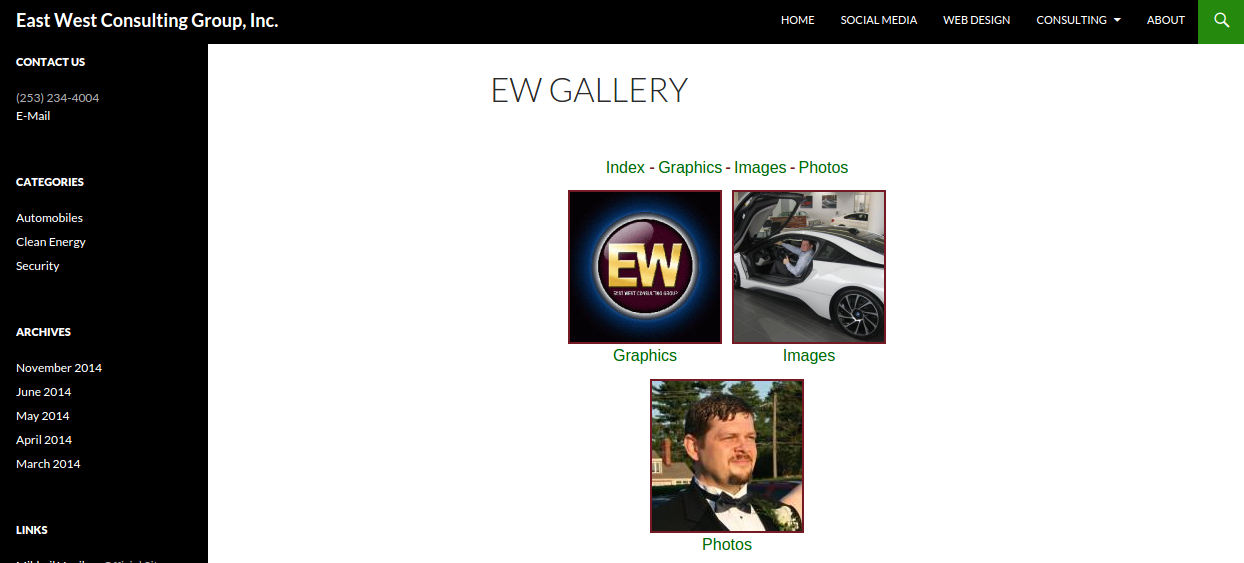 East West Consulting Group, Inc.
HOME SOCIAL MEDIA WEB DESIGN CONSULTING ABOUT
CONTACT US
(253) 234-4004
E-Mail
CATEGORIES
Automobiles
Clean Energy
Security
ARCHIVES
November 2014
June 2014
May 2014
April 2014
March 2014
LINKS
EW GALLERY
Index - Graphics - Images - Photos
EW
EAST WEST CONSULTING GROUP
Graphics
Images
Photos